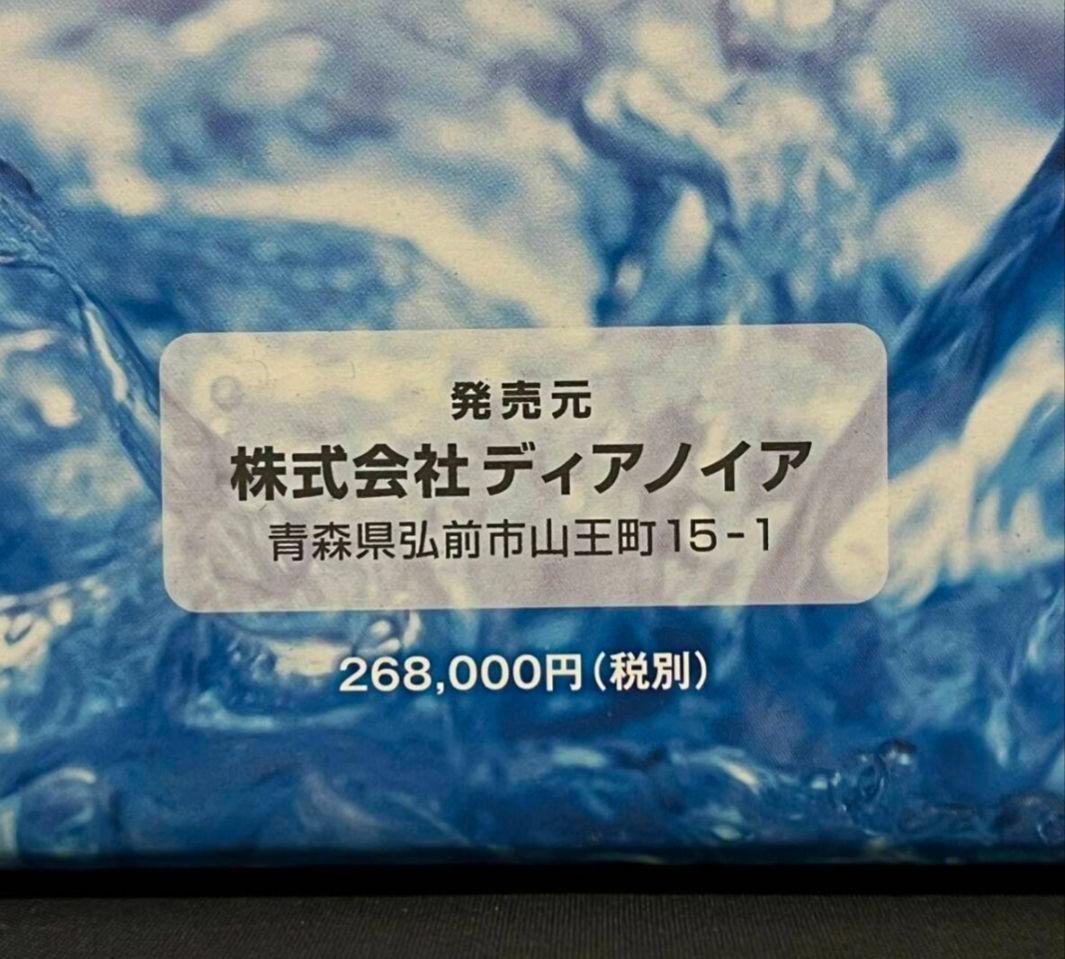 発売元
株式会社ディアノイア
青森県弘前市山王町15-1
268,000円(税別)